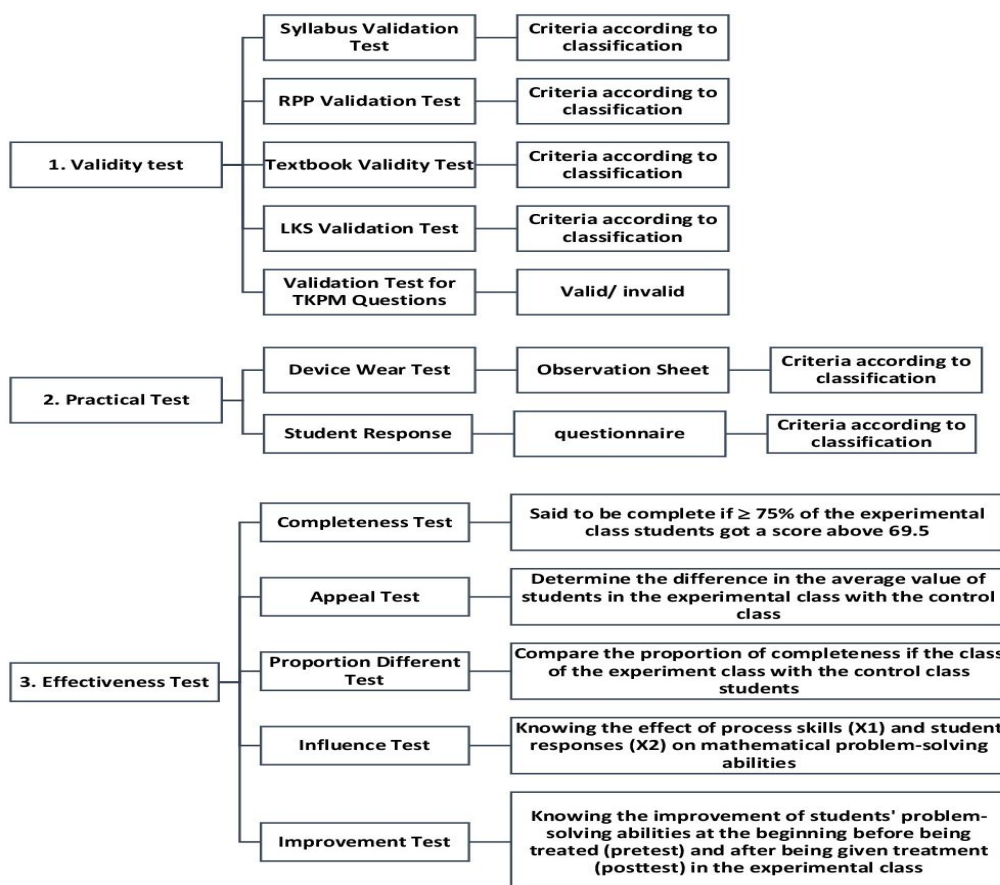 Syllabus Validation
Test
Criteria according to
classification
RPP Validation Test
Criteria according to
classification
1. Validity test
Textbook Validity Test
Criteria according to
classification
LKS Validation Test
Criteria according to
classification
Validation Test for
TKPM Questions
Valid/ invalid
2. Practical Test
Device Wear Test
Observation Sheet
Criteria according to
classification
Student Response
questionnaire
Criteria according to
classification
3. Effectiveness Test
Completeness Test
Said to be complete if ≥ 75% of the experimental
class students got a score above 69.5
Appeal Test
Determine the difference in the average value of
students in the experimental class with the control
class
Proportion Different
Test
Compare the proportion of completeness if the class
of the experiment class with the control class
students
Influence Test
Knowing the effect of process skills (X1) and student
responses (X2) on mathematical problem-solving
abilities
Improvement Test
Knowing the improvement of students' problem-
solving abilities at the beginning before being
treated (pretest) and after being given treatment
(posttest) in the experimental class